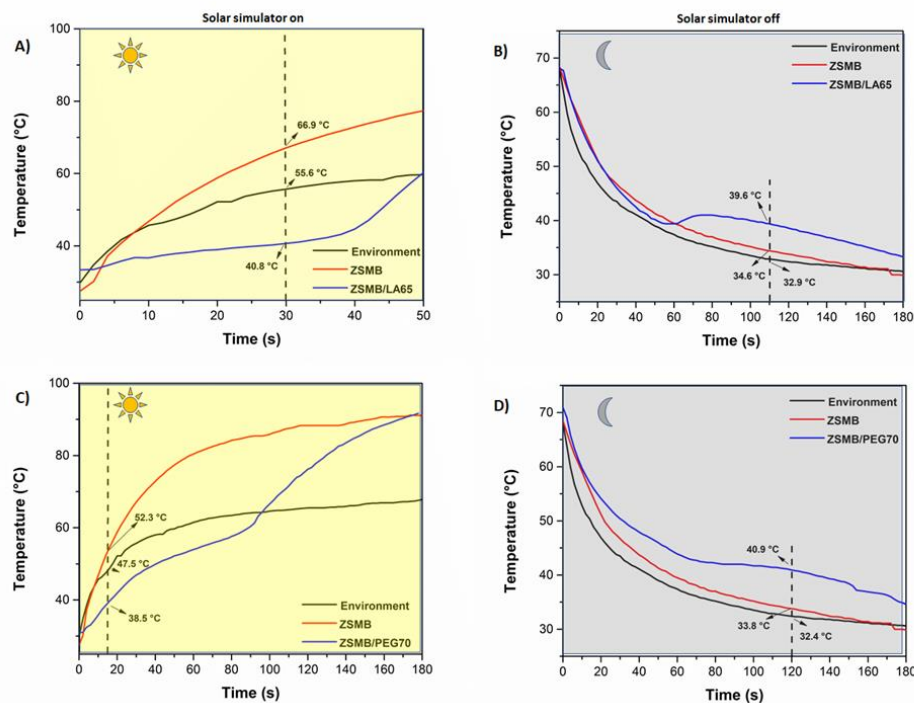 Solar simulator on
A)
100
80
60
40
0
10
20
30
40
50
Temperature (°C)
Time (s)
66.9 °C
55.6 °C
40.8 °C
Environment
ZSMB
ZSMB/LA65
Solar simulator off
B)
70
60
50
40
30
0
20
40
60
80
100
120
140
160
180
Temperature (°C)
Time (s)
Environment
ZSMB
ZSMB/LA65
39.6 °C
34.6 °C
32.9 °C
C)
100
80
60
40
0
20
40
60
80
100
120
140
160
180
Temperature (°C)
Time (s)
52.3 °C
47.5 °C
38.5 °C
Environment
ZSMB
ZSMB/PEG70
D)
70
60
50
40
30
0
20
40
60
80
100
120
140
160
180
Temperature (°C)
Time (s)
Environment
ZSMB
ZSMB/PEG70
40.9 °C
33.8 °C
32.4 °C